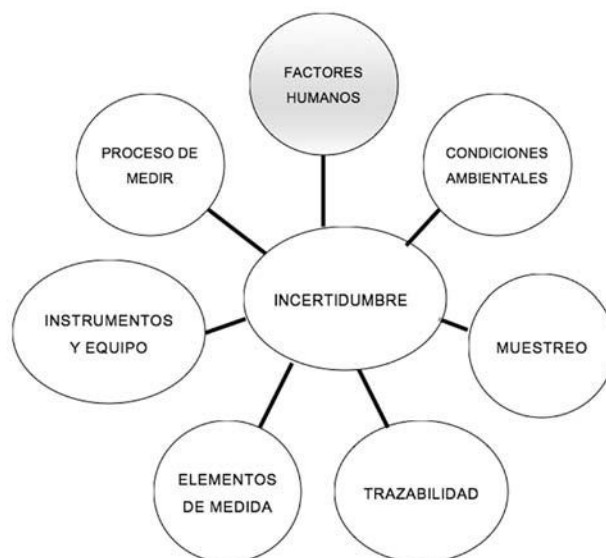 FACTORES
HUMANOS
PROCESO DE
MEDIR
CONDICIONES
AMBIENTALES
INCERTIDUMBRE
INSTRUMENTOS
Y EQUIPO
MUESTREO
ELEMENTOS
DE MEDIDA
TRAZABILIDAD